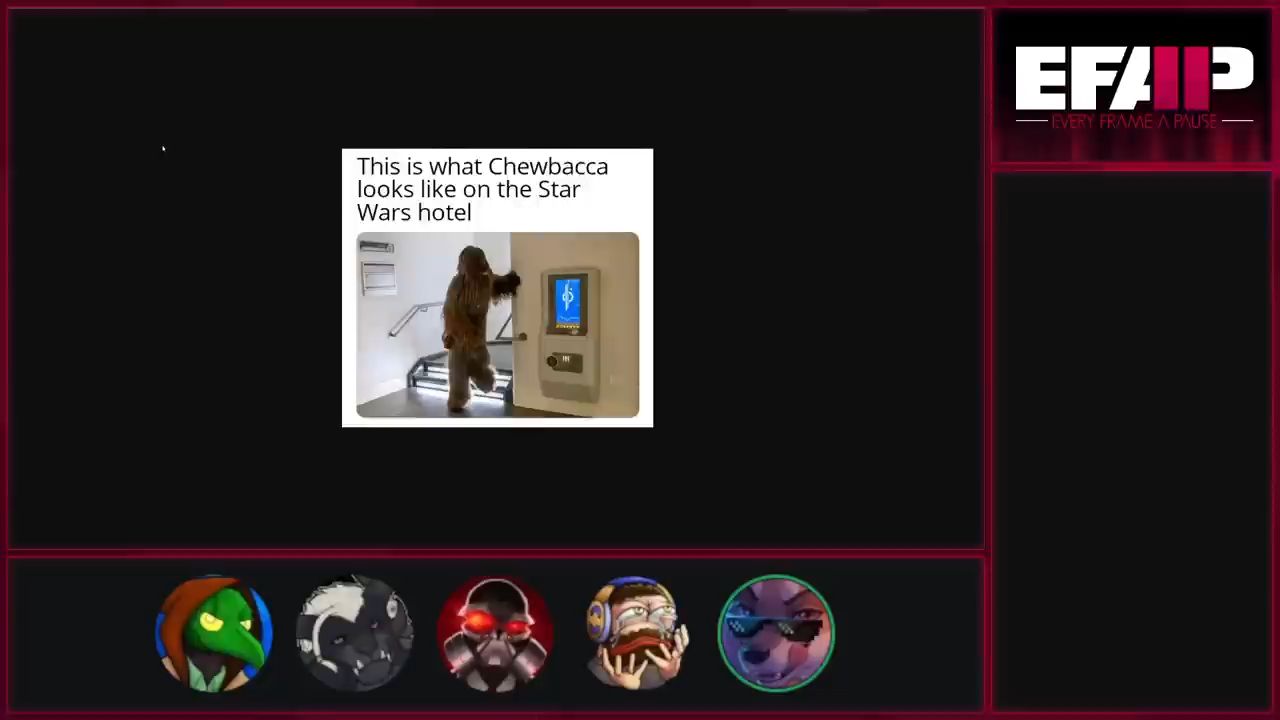 EFAP
EVERY FRAME A PAUSE
This is what Chewbacca
looks like on the Star
Wars hotel